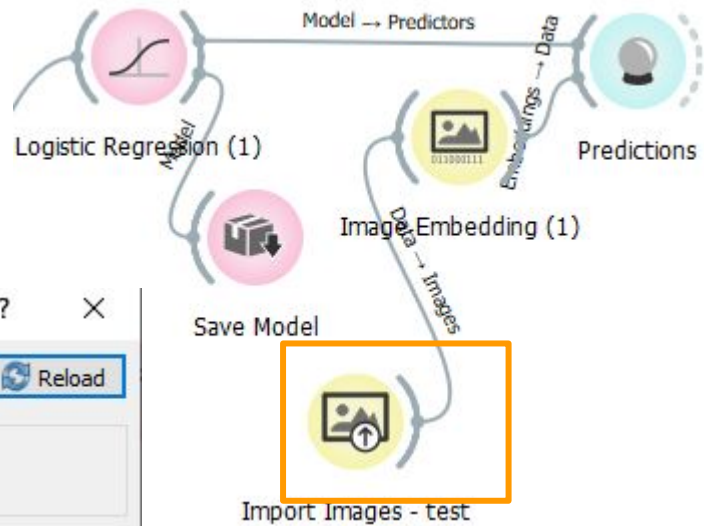 Model → Predictors
Embeddings → Data
Logistic Regression (1)
Model
011000111
Predictions
Image Embedding (1)
Data → Images
Save Model
?
Reload
Import Images - test